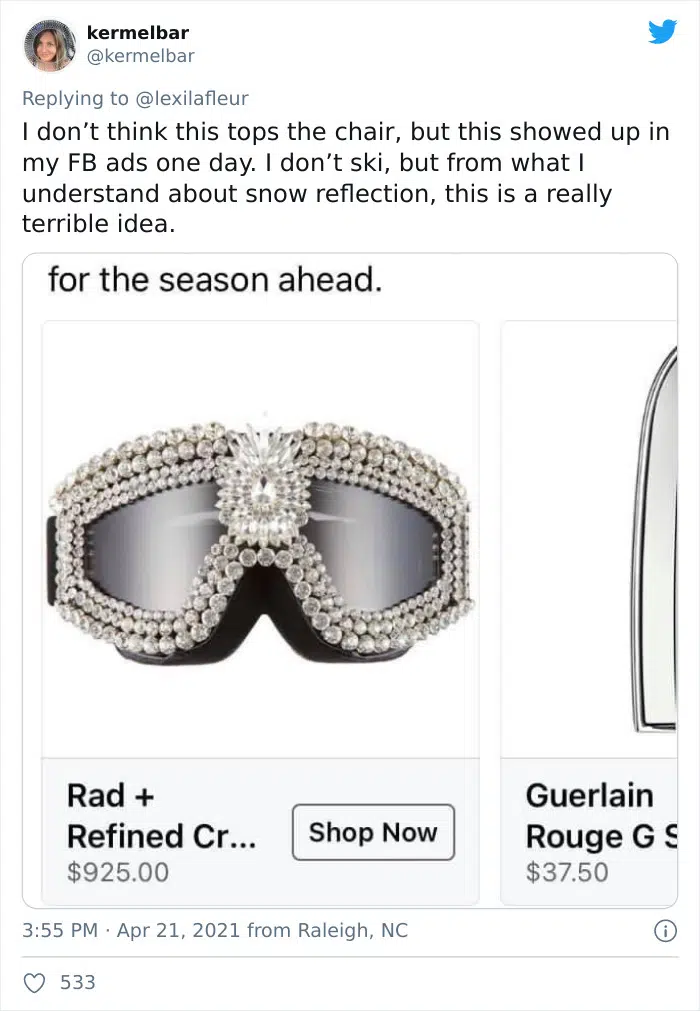 kermelbar
@kermelbar
Replying to @lexilafleur
I don’t think this tops the chair, but this showed up in
my FB ads one day. I don’t ski, but from what I
understand about snow reflection, this is a really
terrible idea.
for the season ahead.
Rad +
Refined Cr...
Shop Now
$925.00
Guerlain
Rouge G S
$37.50
3:55 PM · Apr 21, 2021 from Raleigh, NC
533